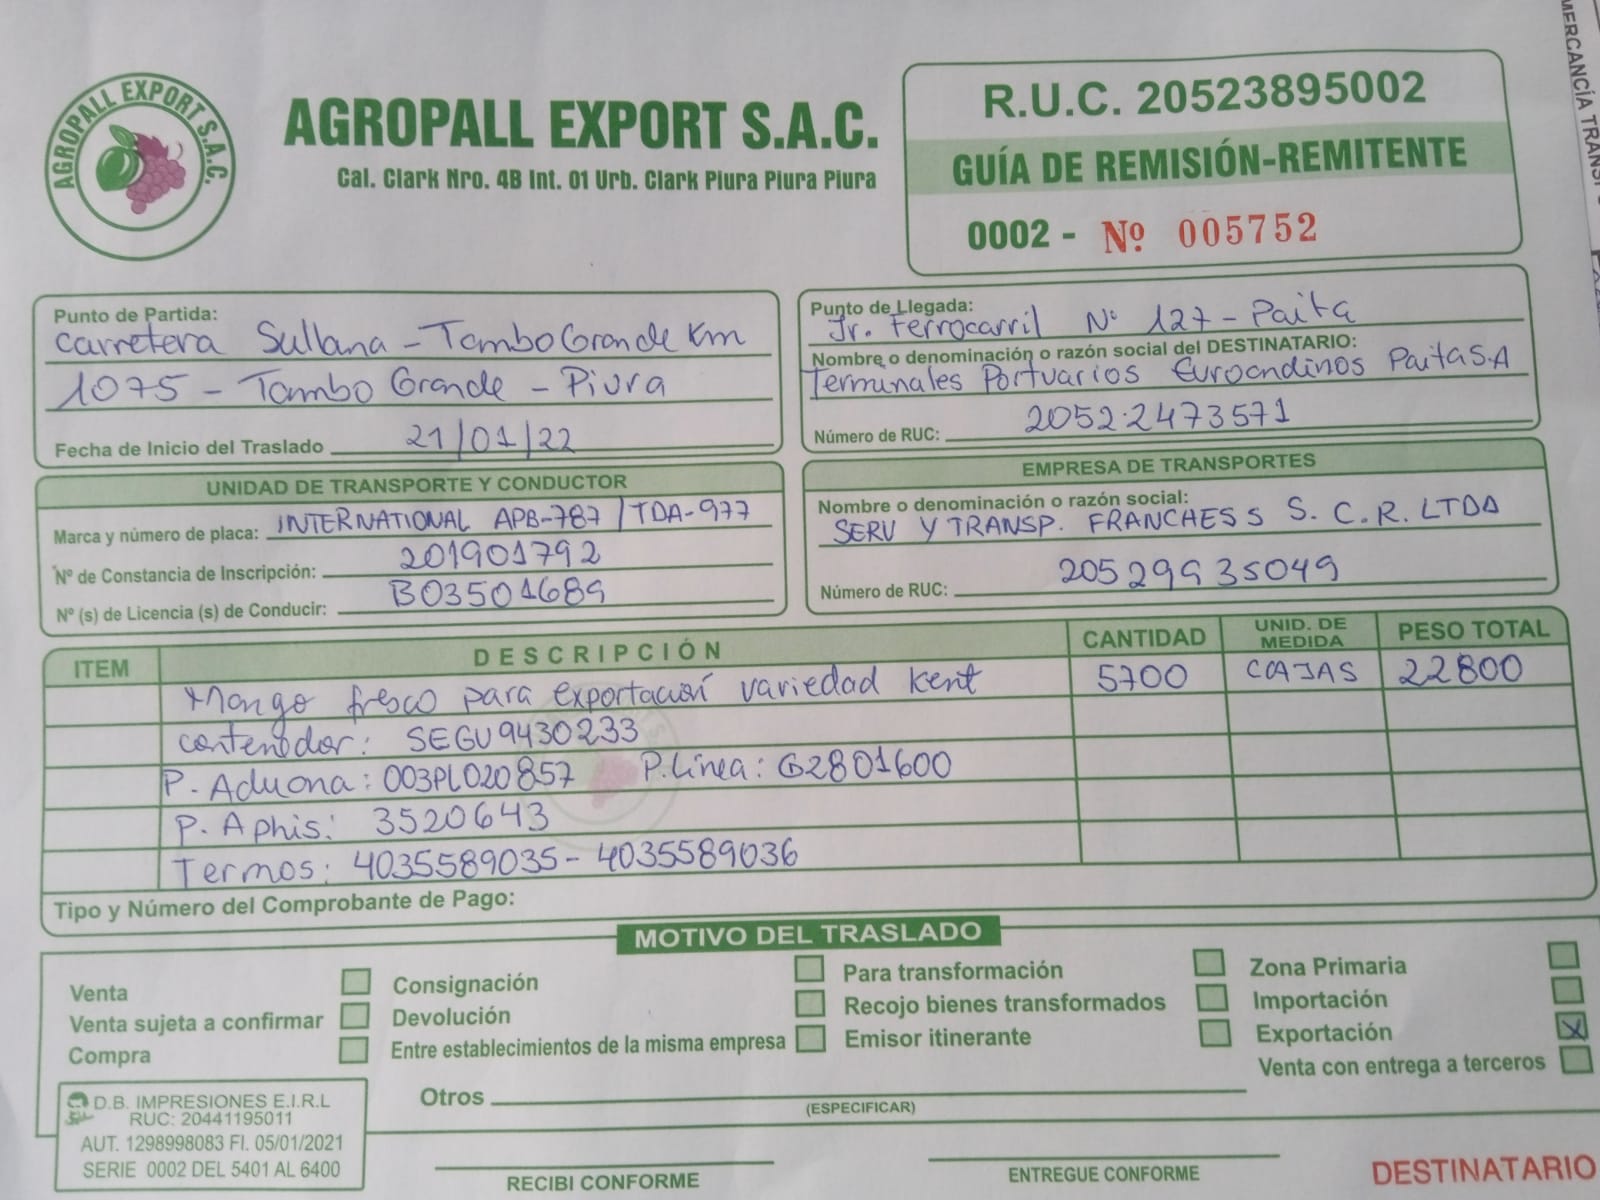 AGROPALL EXPORT S.A.C.
AGROPALL EXPORT S.A.C.
Cal. Clark Nro. 4B Int. 01 Urb. Clark Piura Piura Piura
R.U.C. 20523895002
GUÍA DE REMISIÓN-REMITENTE
0002 - Nº 005752
MERCANCÍA
Punto de Partida:
Carretera Sullana - TamboGrande Km
1075 - Tambo Grande - Piura
Fecha de Inicio del Traslado 21/01/22
Punto de Llegada:
Jr. Ferrocarril Nº 127 - Paita
Nombre o denominación o razón social del DESTINATARIO:
Terminales Portuarios Euroandinos Paita S.A
Número de RUC: 20522473571
UNIDAD DE TRANSPORTE Y CONDUCTOR
Marca y número de placa: INTERNATIONAL APB-787 / TDA-977
Nº de Constancia de Inscripción: 201901792
Nº (s) de Licencia (s) de Conducir: B03501689
EMPRESA DE TRANSPORTES
Nombre o denominación o razón social:
SERV Y TRANSP. FRANCHESS S. C. R. LTDA
Número de RUC: 20529935049
ITEM DESCRIPCIÓN CANTIDAD UNID. DE MEDIDA PESO TOTAL
Mango fresco para exportación variedad Kent 5700 CAJAS 22800
contenedor: SEGU9430233
P. Aduana: 003PL020857 P. Línea: G2801600
P. Aphis: 3520643
Termos: 4035589035 - 4035589036
Tipo y Número del Comprobante de Pago:
MOTIVO DEL TRASLADO
Venta Consignación Para transformación Zona Primaria
Venta sujeta a confirmar Devolución Recojo bienes transformados Importación
Compra Entre establecimientos de la misma empresa Emisor itinerante Exportación X
Venta con entrega a terceros
Otros
(ESPECIFICAR)
D.B. IMPRESIONES E.I.R.L
RUC: 20441195011
AUT. 1298998083 FI. 05/01/2021
SERIE 0002 DEL 5401 AL 6400
RECIBI CONFORME
ENTREGUE CONFORME
DESTINATARIO